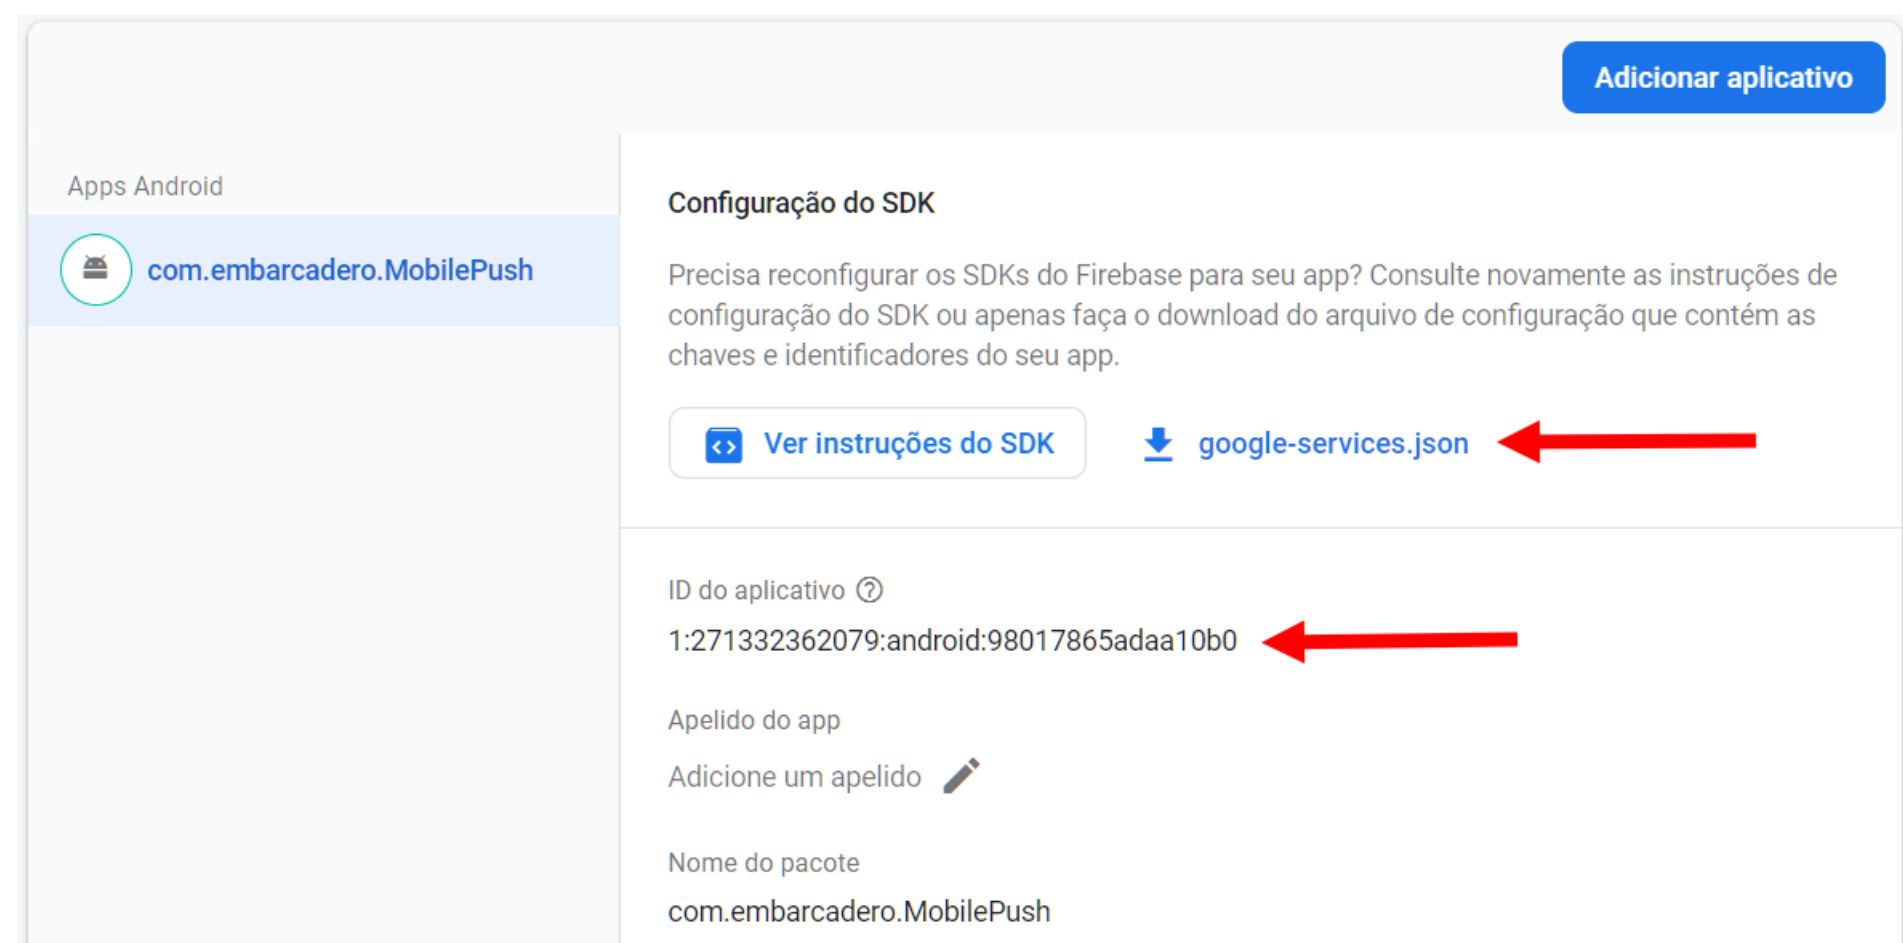 Adicionar aplicativo
Apps Android
com.embarcadero.MobilePush
Configuração do SDK
Precisa reconfigurar os SDKs do Firebase para seu app? Consulte novamente as instruções de
configuração do SDK ou apenas faça o download do arquivo de configuração que contém as
chaves e identificadores do seu app.
Ver instruções do SDK
google-services.json
ID do aplicativo
1:271332362079:android:98017865adaa10b0
Apelido do app
Adicione um apelido
Nome do pacote
com.embarcadero.MobilePush